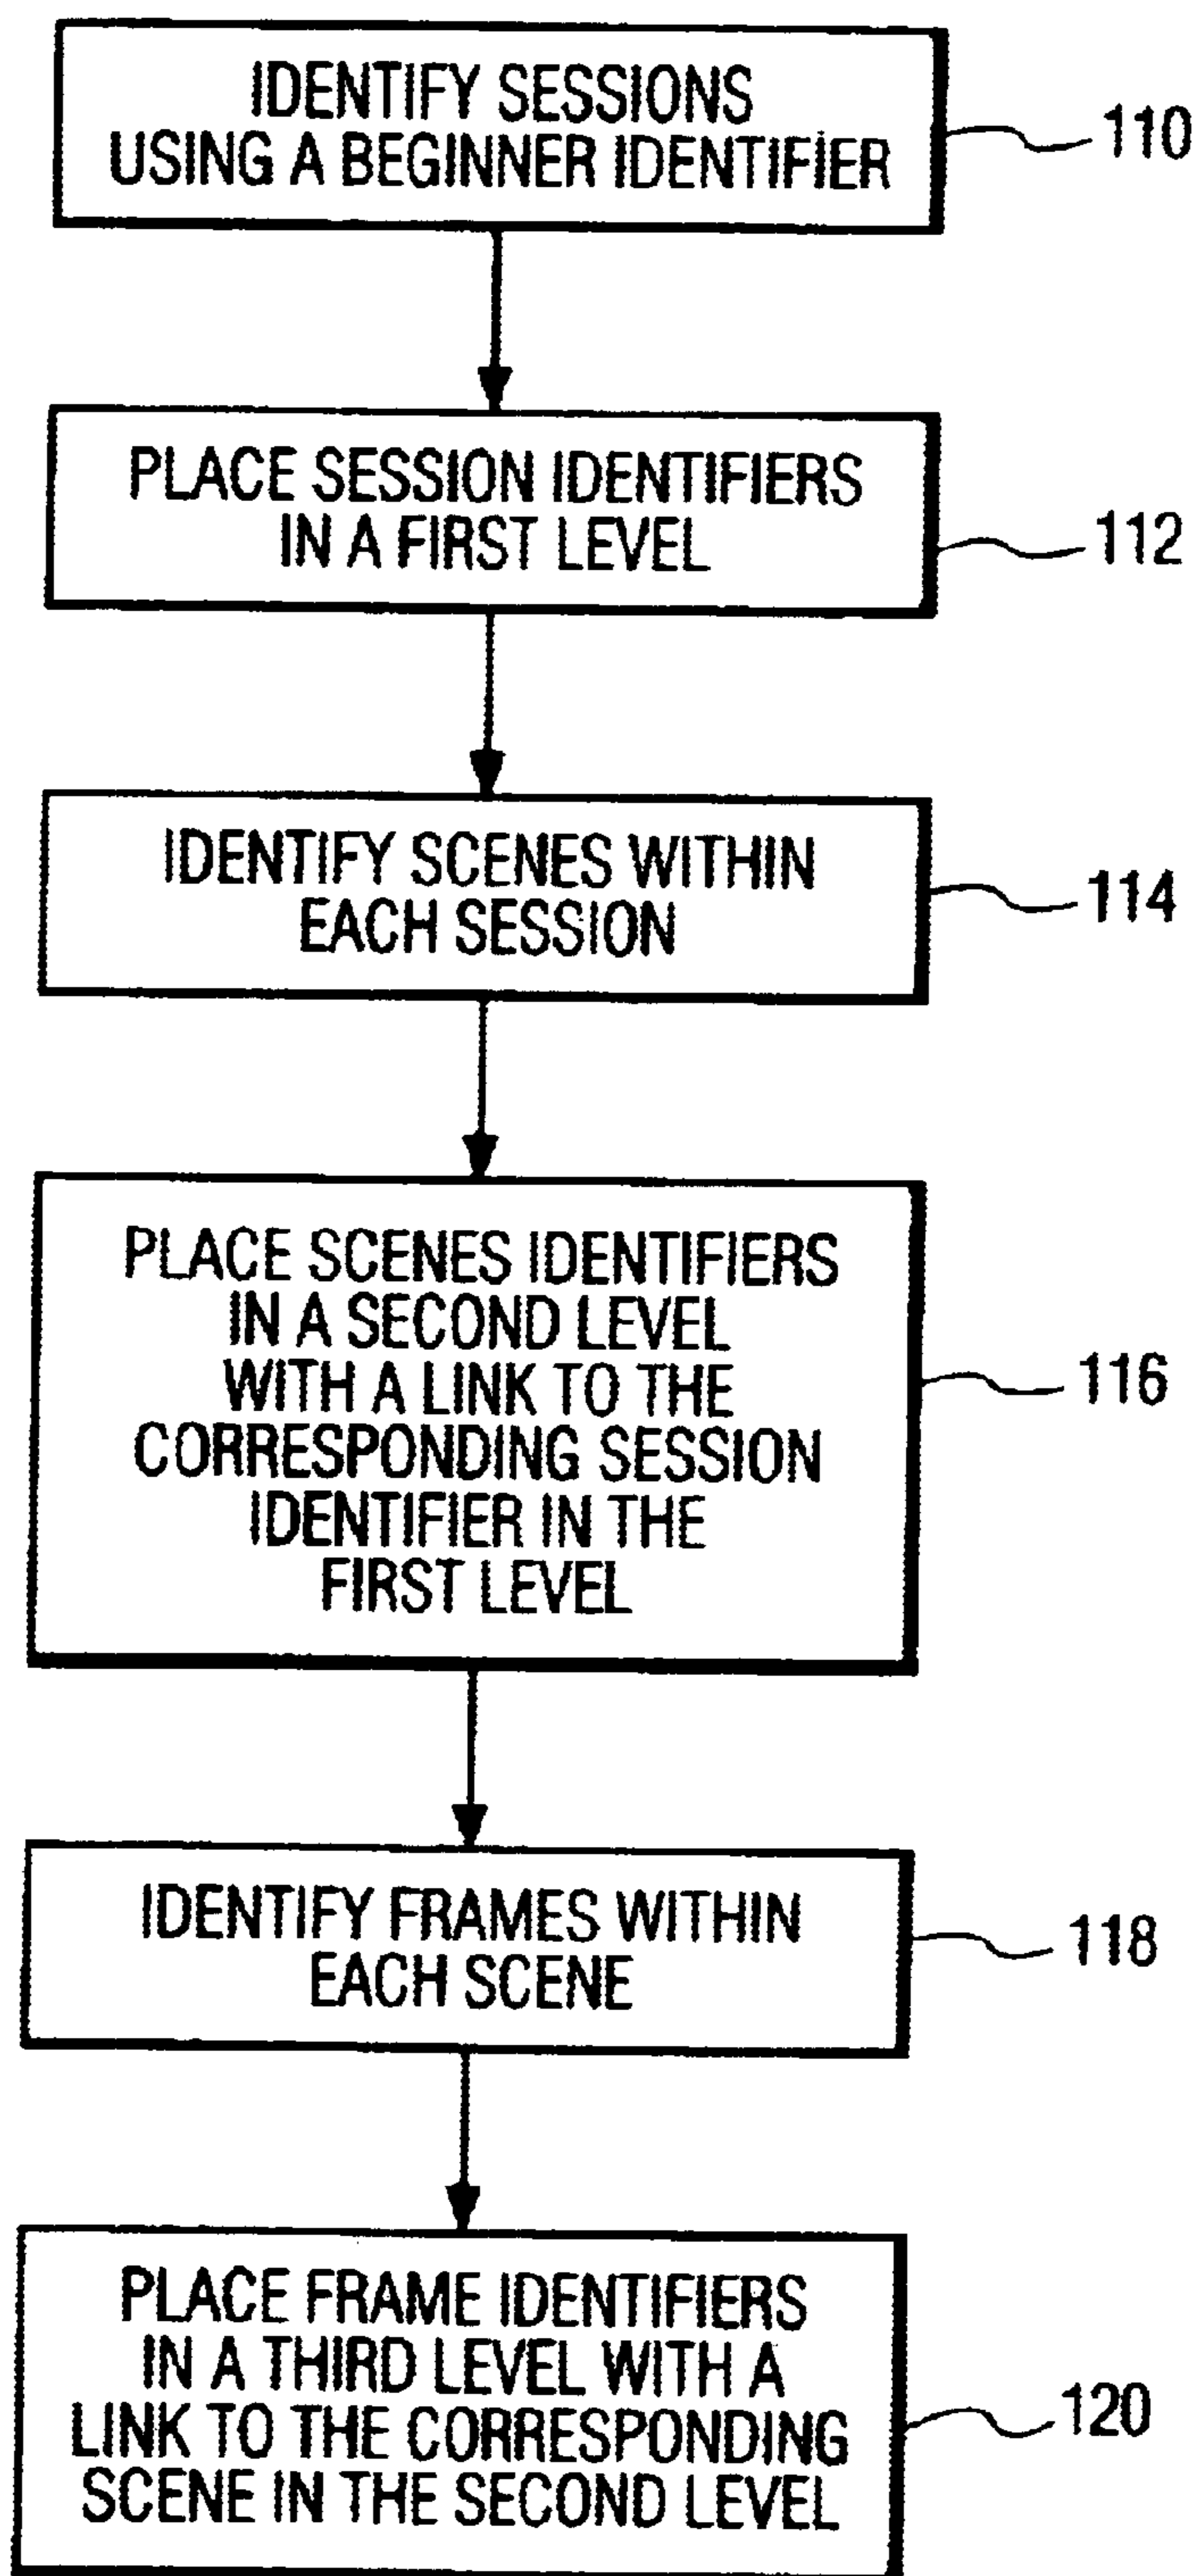 IDENTIFY SESSIONS
USING A BEGINNER IDENTIFIER
110
PLACE SESSION IDENTIFIERS
IN A FIRST LEVEL
112
IDENTIFY SCENES WITHIN
EACH SESSION
114
PLACE SCENES IDENTIFIERS
IN A SECOND LEVEL
WITH A LINK TO THE
CORRESPONDING SESSION
IDENTIFIER IN THE
FIRST LEVEL
116
IDENTIFY FRAMES WITHIN
EACH SCENE
118
PLACE FRAME IDENTIFIERS
IN A THIRD LEVEL WITH A
LINK TO THE CORRESPONDING
SCENE IN THE SECOND LEVEL
120